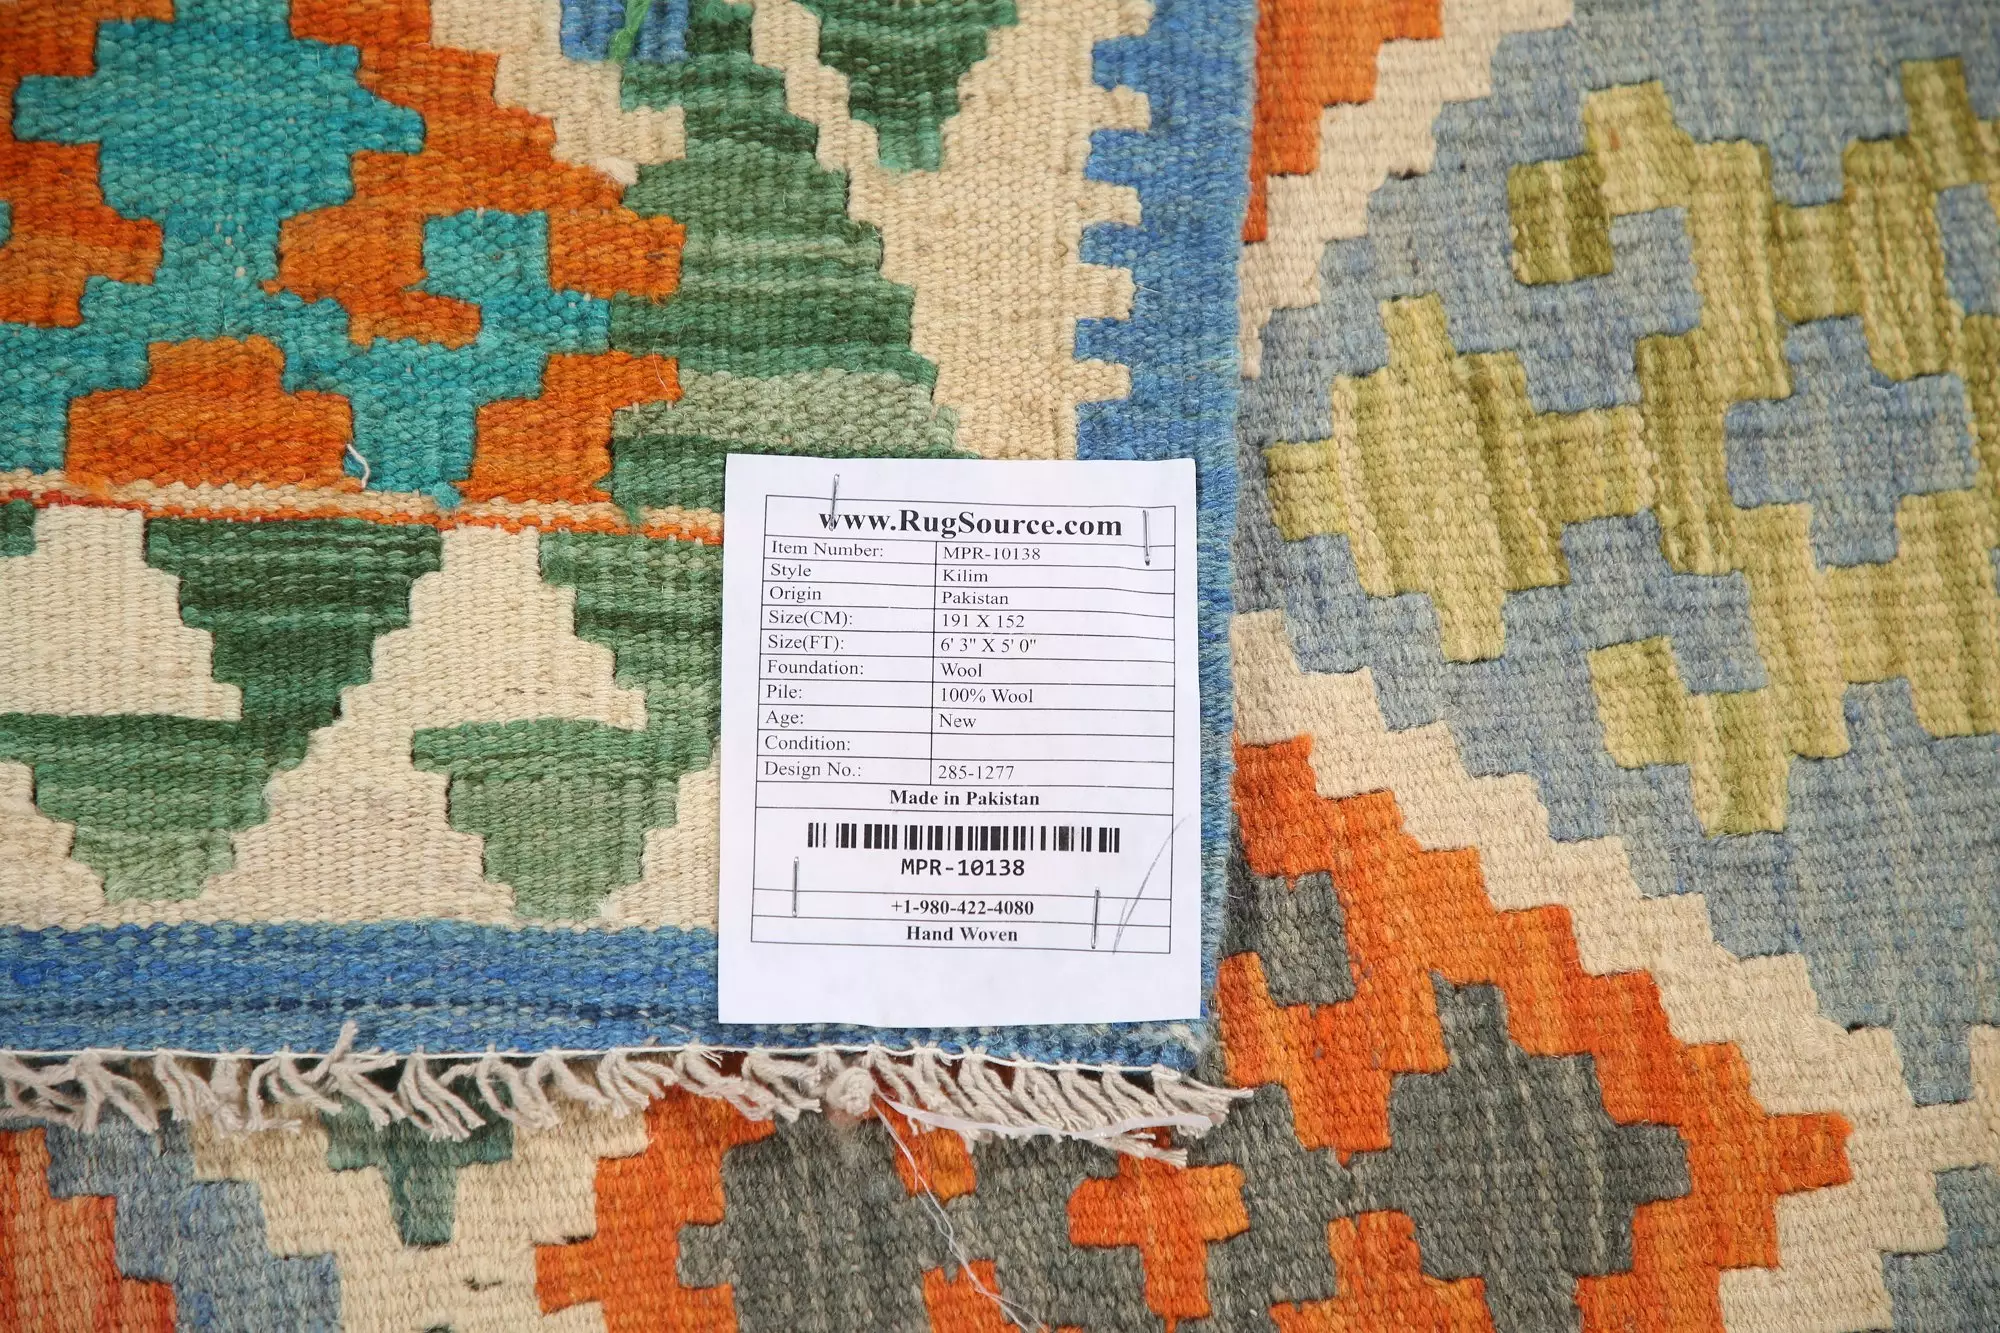 www.RugSource.com
Item Number: MPR-10138
Style Kilim
Origin Pakistan
Size(CM): 191 X 152
Size(FT): 6' 3" X 5' 0"
Foundation: Wool
Pile: 100% Wool
Age: New
Condition:
Design No.: 285-1277
Made in Pakistan
MPR-10138
+1-980-422-4080
Hand Woven